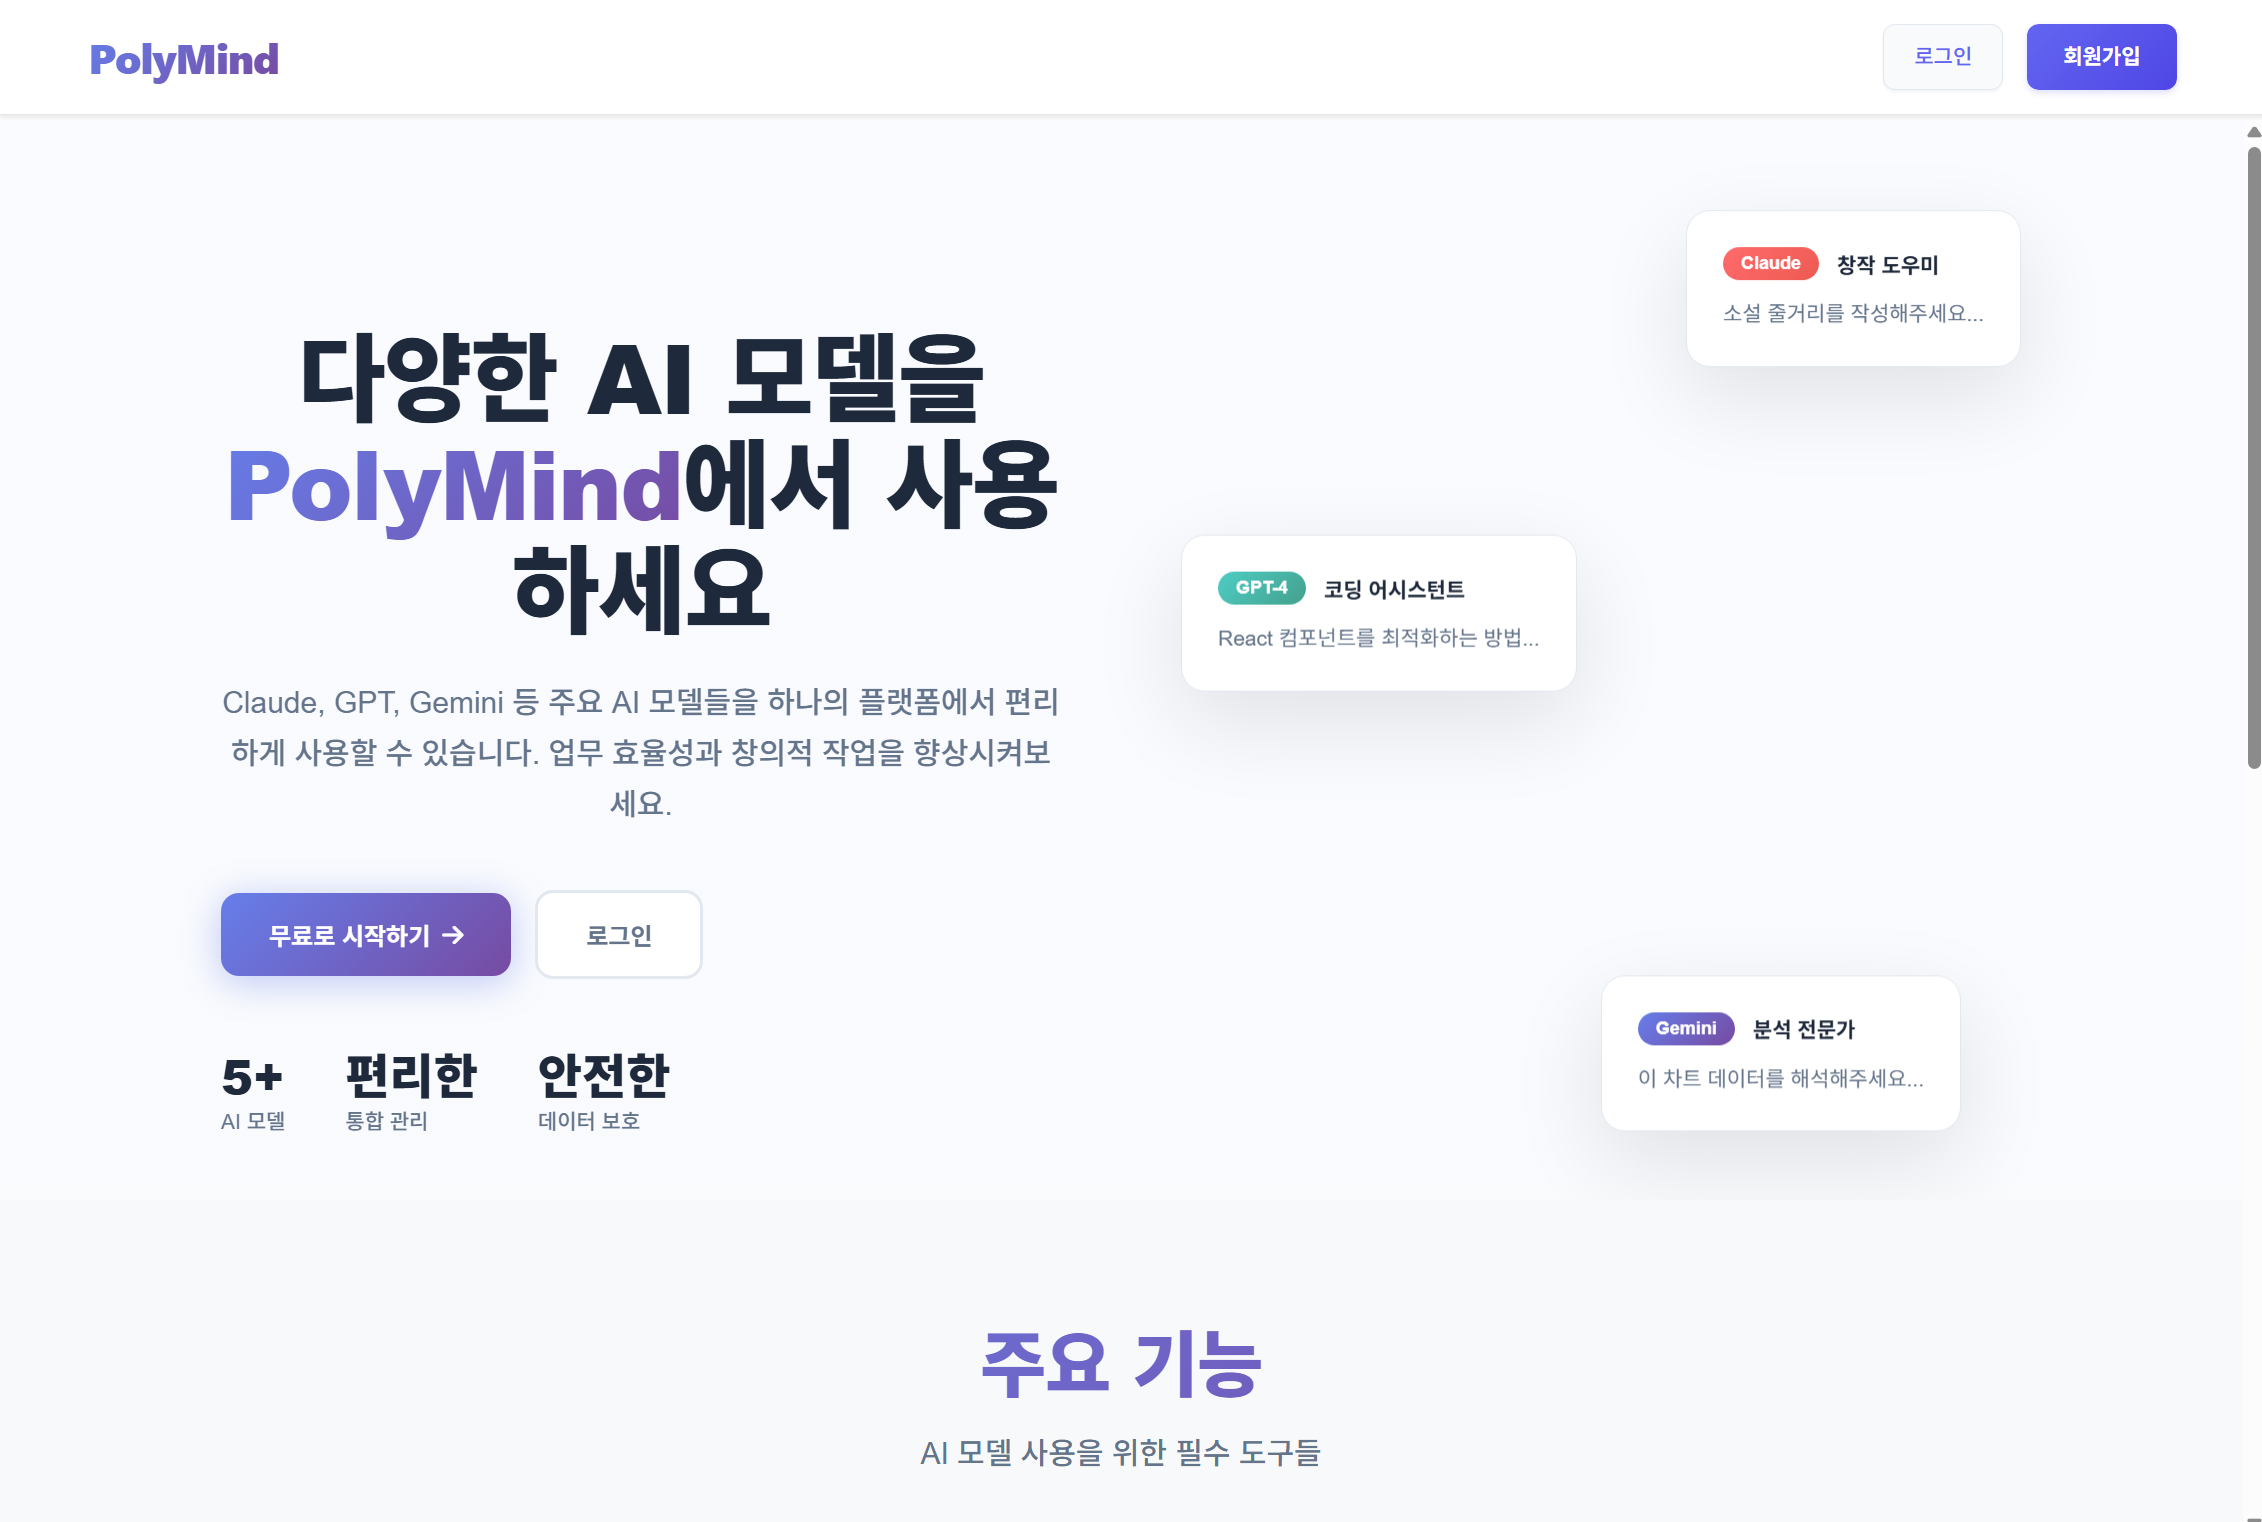 PolyMind
로그인
회원가입
다양한 AI 모델을
PolyMind에서 사용
하세요
Claude, GPT, Gemini 등 주요 AI 모델들을 하나의 플랫폼에서 편리
하게 사용할 수 있습니다. 업무 효율성과 창의적 작업을 향상시켜보
세요.
무료로 시작하기 →
로그인
5+
AI 모델
편리한
통합 관리
안전한
데이터 보호
Claude 창작 도우미
소설 줄거리를 작성해주세요...
GPT-4 코딩 어시스턴트
React 컴포넌트를 최적화하는 방법...
Gemini 분석 전문가
이 차트 데이터를 해석해주세요...
주요 기능
AI 모델 사용을 위한 필수 도구들